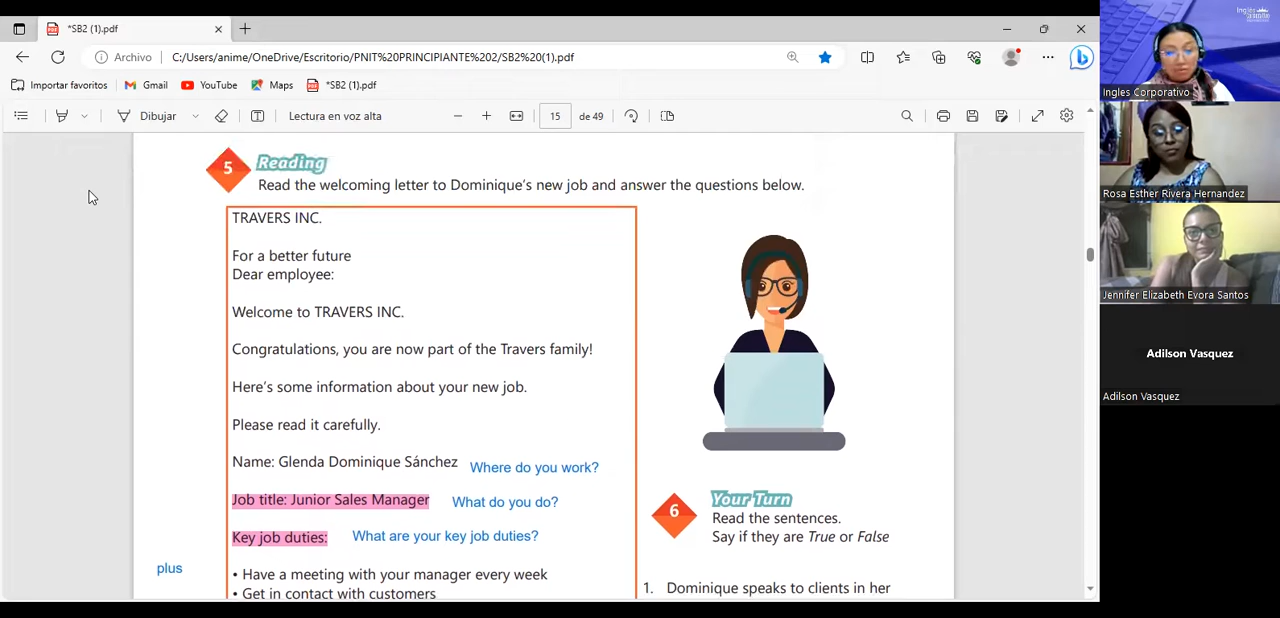 *SB2 (1).pdf
Archivo
C:/Users/anime/OneDrive/Escritorio/PNIT%20PRINCIPIANTE%202/SB2%20(1).pdf
Importar favoritos
Gmail
YouTube
Maps
*SB2 (1).pdf
Dibujar
Lectura en voz alta
15
de 49
5
Reading
Read the welcoming letter to Dominique's new job and answer the questions below.
TRAVERS INC.
For a better future
Dear employee:
Welcome to TRAVERS INC.
Congratulations, you are now part of the Travers family!
Here's some information about your new job.
Please read it carefully.
Name: Glenda Dominique Sánchez
Where do you work?
Job title: Junior Sales Manager
What do you do?
Key job duties:
What are your key job duties?
plus
• Have a meeting with your manager every week
• Get in contact with customers
6
Your Turn
Read the sentences.
Say if they are True or False
1. Dominique speaks to clients in her
Ingles Corporativo
Rosa Esther Rivera Hernandez
Jennifer Elizabeth Evora Santos
Adilson Vasquez
Adilson Vasquez